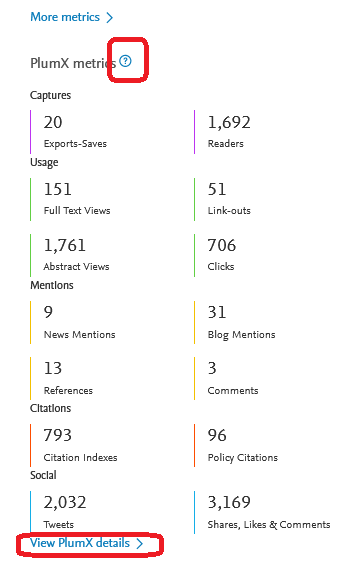 More metrics >
PlumX metrics ?
Captures
20 1,692
Exports-Saves Readers
Usage
151 51
Full Text Views Link-outs
1,761 706
Abstract Views Clicks
Mentions
9 31
News Mentions Blog Mentions
13 3
References Comments
Citations
793 96
Citation Indexes Policy Citations
Social
2,032 3,169
Tweets Shares, Likes & Comments
View PlumX details >